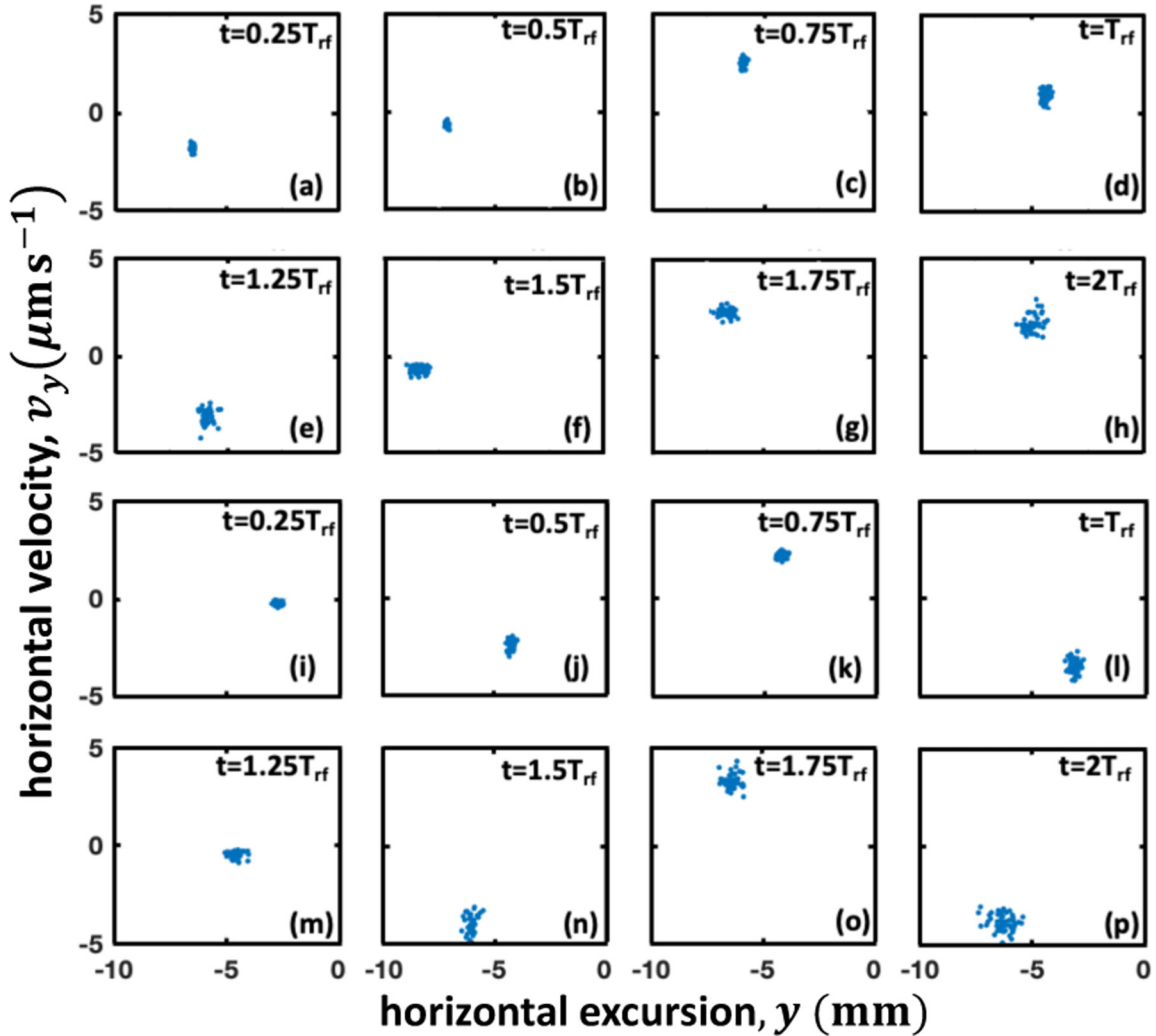 5
0
-5
t=0.25Trf
(a)
t=0.5Trf
(b)
t=0.75Trf
(c)
t=Trf
(d)
5
0
-5
t=1.25Trf
(e)
t=1.5Trf
(f)
t=1.75Trf
(g)
t=2Trf
(h)
5
0
-5
t=0.25Trf
(i)
t=0.5Trf
(j)
t=0.75Trf
(k)
t=Trf
(l)
5
0
-5
t=1.25Trf
(m)
t=1.5Trf
(n)
t=1.75Trf
(o)
t=2Trf
(p)
-10 -5 0 -10 -5 0 -10 -5 0 -10 -5 0
horizontal excursion, y (mm)
horizontal velocity, vy(μm s−1)